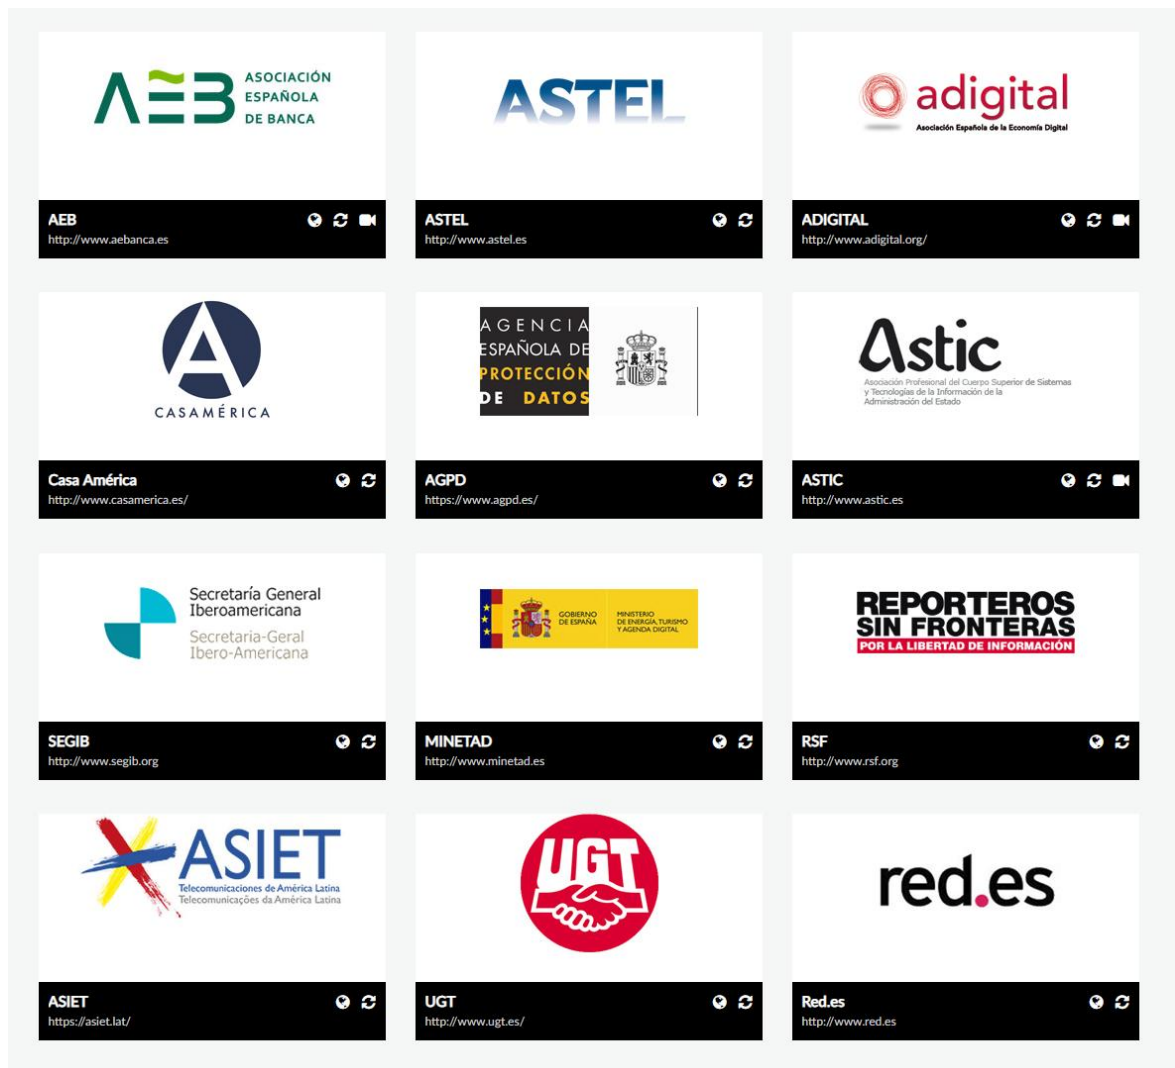 AEB
ASOCIACIÓN
ESPAÑOLA
DE BANCA
AEB
http://www.aebanca.es
ASTEL
ASTEL
http://www.astel.es
adigital
Asociación Española de la Economía Digital
ADIGITAL
http://www.adigital.org/
A
CASAMÉRICA
Casa América
http://www.casamerica.es/
AGENCIA
ESPAÑOLA DE
PROTECCIÓN
DE DATOS
AGPD
https://www.agpd.es/
Astic
Asociación Profesional del Cuerpo Superior de Sistemas
y Tecnologías de la Información de la
Administración del Estado
ASTIC
http://www.astic.es
Secretaría General
Iberoamericana
Secretaria-Geral
Ibero-Americana
SEGIB
http://www.segib.org
GOBIERNO
DE ESPAÑA
MINISTERIO
DE ENERGÍA, TURISMO
Y AGENDA DIGITAL
MINETAD
http://www.minetad.es
REPORTEROS
SIN FRONTERAS
POR LA LIBERTAD DE INFORMACIÓN
RSF
http://www.rsf.org
ASIET
Telecomunicaciones de América Latina
Telecomunicações da América Latina
ASIET
https://asiet.lat/
UGT
UGT
http://www.ugt.es/
red.es
Red.es
http://www.red.es